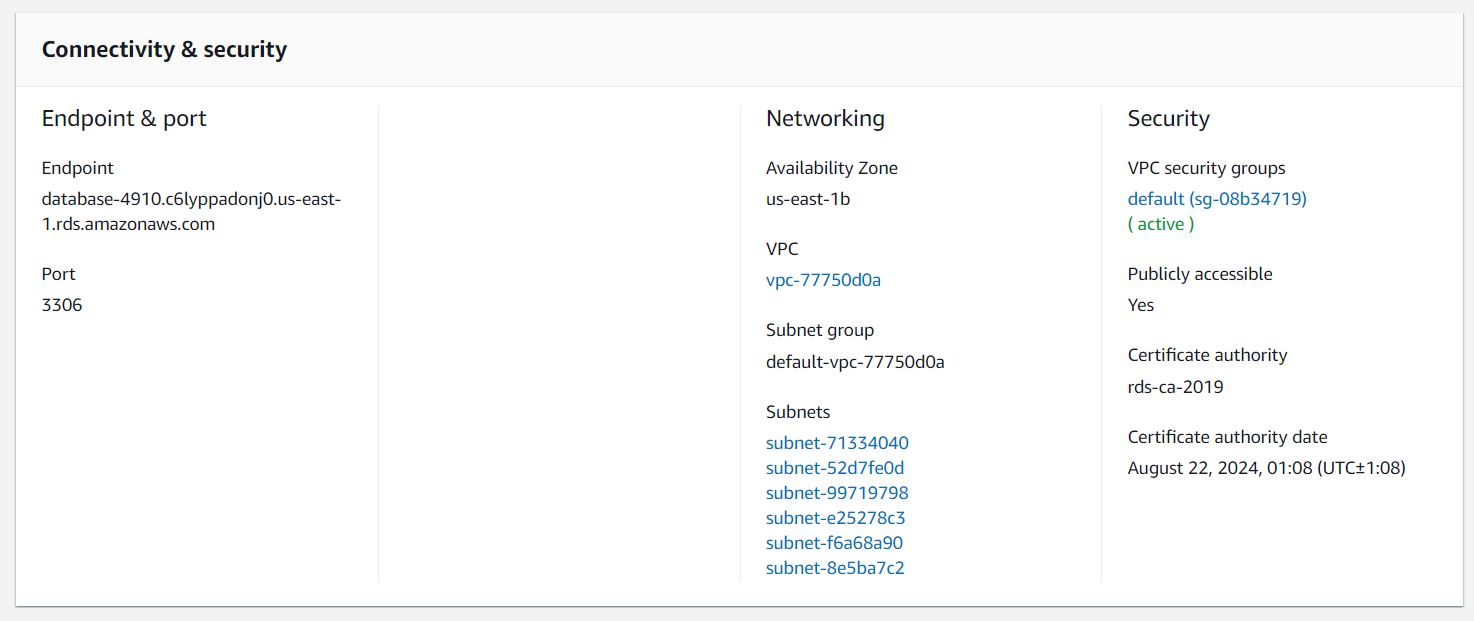 Connectivity & security
Endpoint & port
Endpoint
database-4910.c6lyppadonj0.us-east-
1.rds.amazonaws.com
Port
3306
Networking
Availability Zone
us-east-1b
VPC
vpc-77750d0a
Subnet group
default-vpc-77750d0a
Subnets
subnet-71334040
subnet-52d7fe0d
subnet-99719798
subnet-e25278c3
subnet-f6a68a90
subnet-8e5ba7c2
Security
VPC security groups
default (sg-08b34719)
( active )
Publicly accessible
Yes
Certificate authority
rds-ca-2019
Certificate authority date
August 22, 2024, 01:08 (UTC±1:08)